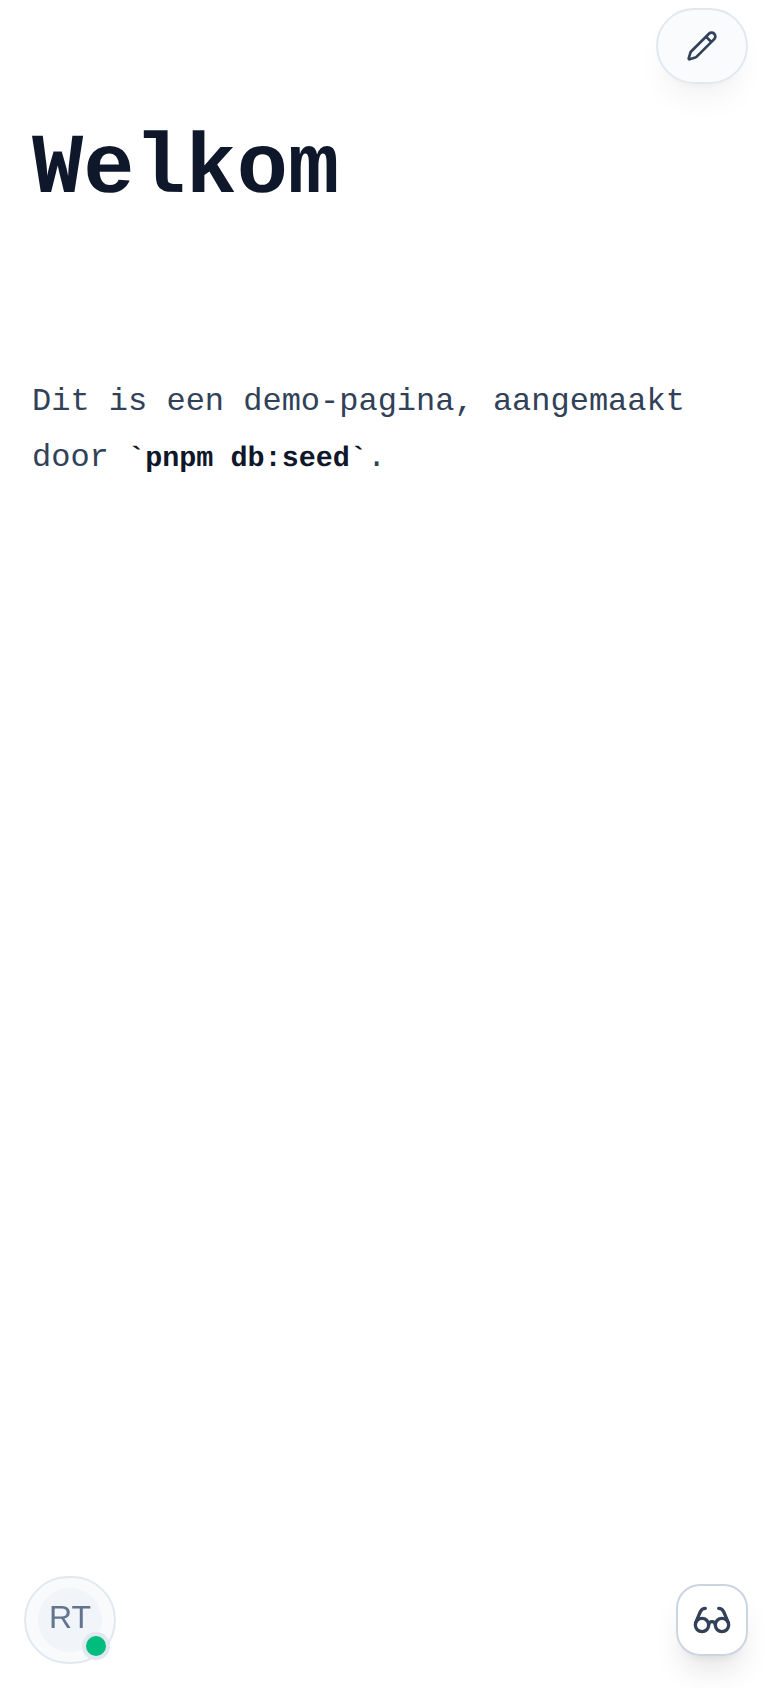 Welkom
Dit is een demo-pagina, aangemaakt
door `pnpm db:seed`.
RT